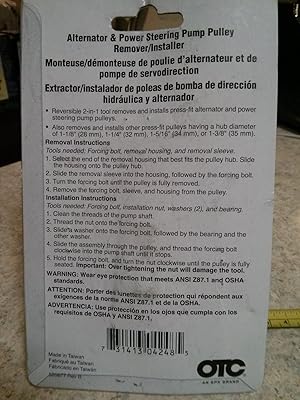 Alternator & Power Steering Pump Pulley
Remover/Installer
Monteuse/démonteuse de poulie d'alternateur et de
pompe de servodirection
Extractor/instalador de poleas de bomba de dirección
hidráulica y alternador
• Reversible 2-in-1 tool removes and installs press-fit alternator and power
steering pump pulleys.
• Also removes and installs other press-fit pulleys having a hub diameter
of 1-1/8" (28 mm), 1-1/4" (32 mm), 1-5/16" (34 mm), or 1-3/8" (35 mm).
Removal Instructions
Tools needed: Forcing bolt, removal housing, and removal sleeve.
1. Select the end of the removal housing that best fits the pulley hub. Slide
the housing onto the pulley hub.
2. Slide the removal sleeve into the housing, followed by the forcing bolt.
3. Turn the forcing bolt until the pulley is fully removed.
4. Remove the forcing bolt, sleeve, and housing from the pulley.
Installation Instructions
Tools needed: Forcing bolt, installation nut, washers (2), and bearing.
1. Clean the threads of the pump shaft.
2. Thread the nut onto the forcing bolt.
3. Slide a washer onto the forcing bolt, followed by the bearing and the
other washer.
4. Slide the assembly through the pulley, and thread the forcing bolt
clockwise into the pump shaft until it stops.
5. Hold the forcing bolt, and turn the nut clockwise until the pulley is fully
seated. Important: Over tightening the nut will damage the tool.
WARNING: Wear eye protection that meets ANSI Z87.1 and OSHA
standards.
ATTENTION: Porter des lunettes de protection qui répondent aux
exigences de la norme ANSI Z87.1 et de la OSHA.
ADVERTENCIA: Use protección en los ojos que cumpla con los
requisitos de OSHA y ANSI Z87.1.
Made in Taiwan
Fabriqué au Taiwan
Fabricado en Taiwan
7 31413 04248 5
OTC
AN SPX BRAND